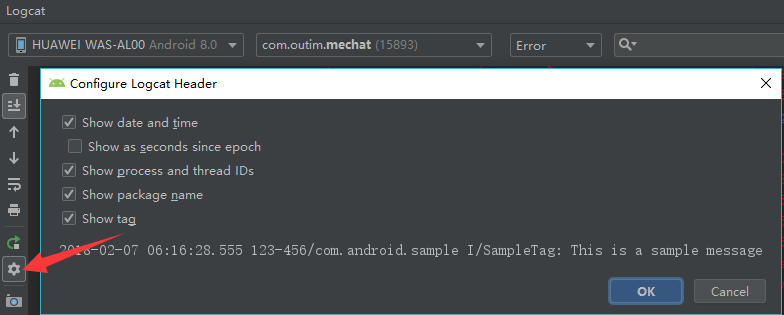 Logcat
HUAWEI WAS-AL00 Android 8.0 com.outim.mechat (15893) Error
Configure Logcat Header
Show date and time
Show as seconds since epoch
Show process and thread IDs
Show package name
Show tag
2018-02-07 06:16:28.555 123-456/com.android.sample I/SampleTag: This is a sample message
OK Cancel